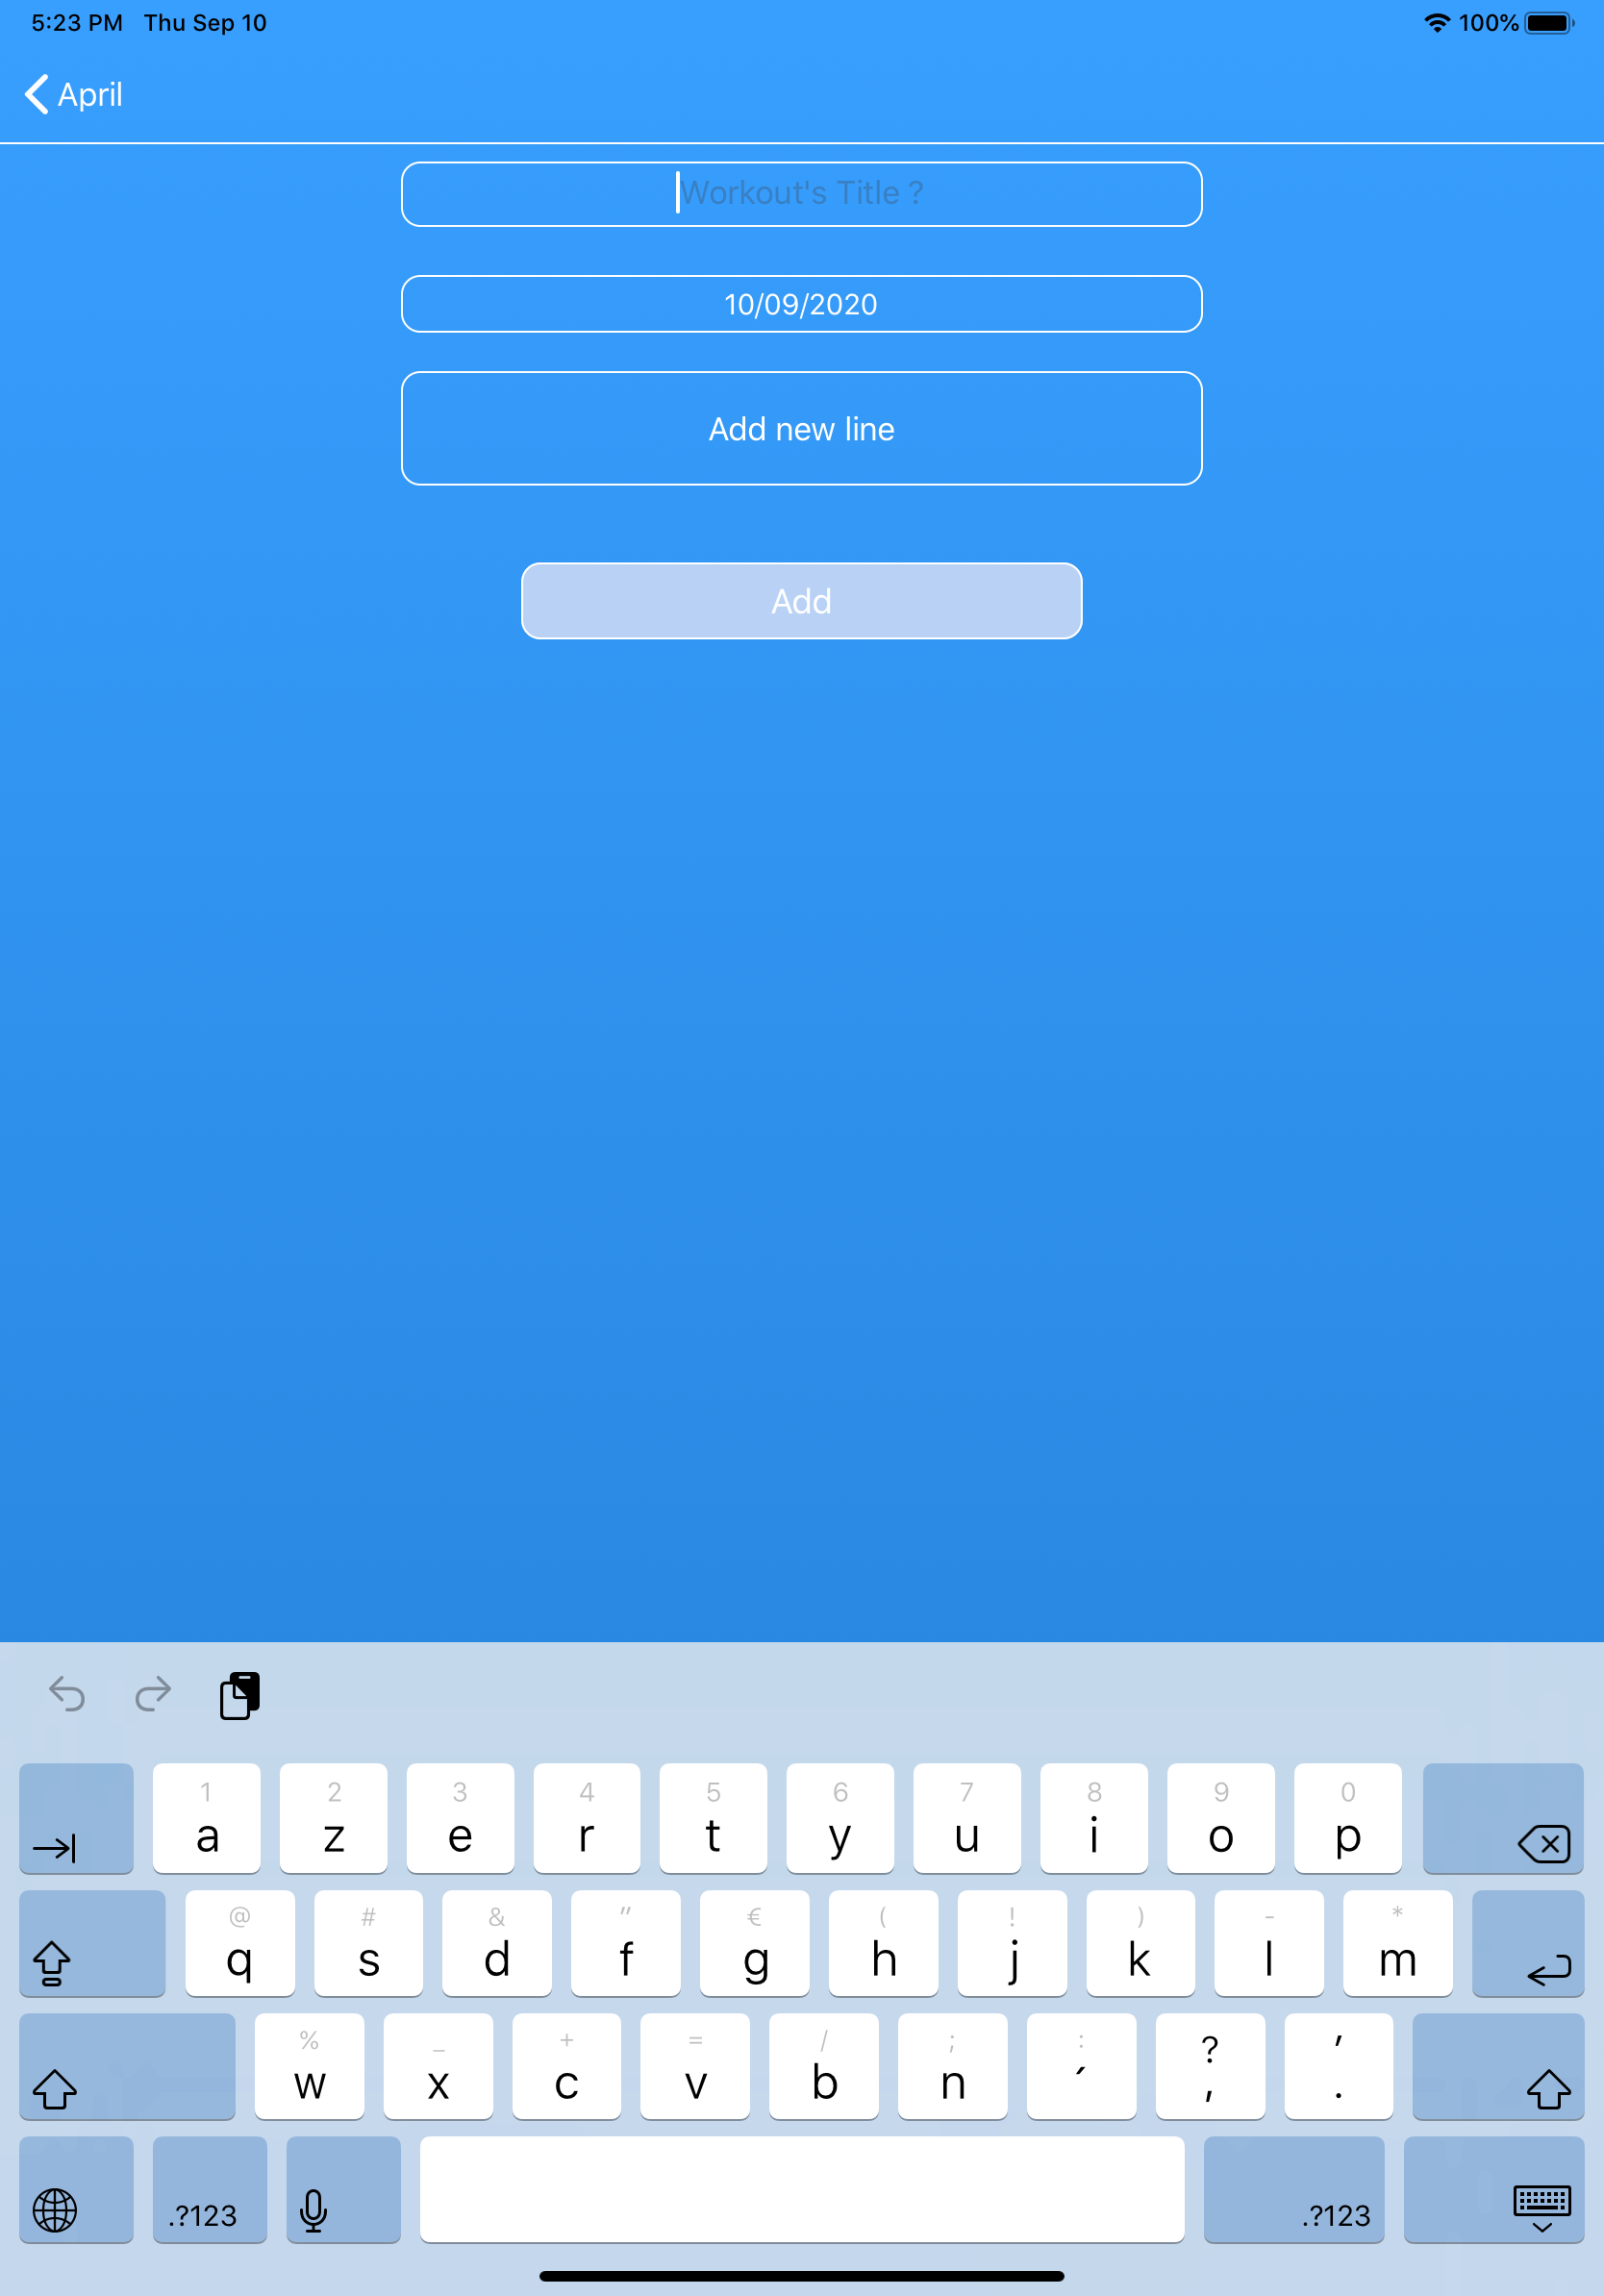 5:23 PM Thu Sep 10 100%
April
Workout's Title ?
10/09/2020
Add new line
Add
1 2 3 4 5 6 7 8 9 0
a z e r t y u i o p
@ # & " € ( ! ) - *
q s d f g h j k l m
% _ + = / ; : ? '
w x c v b n ´ , .
.?123 .?123